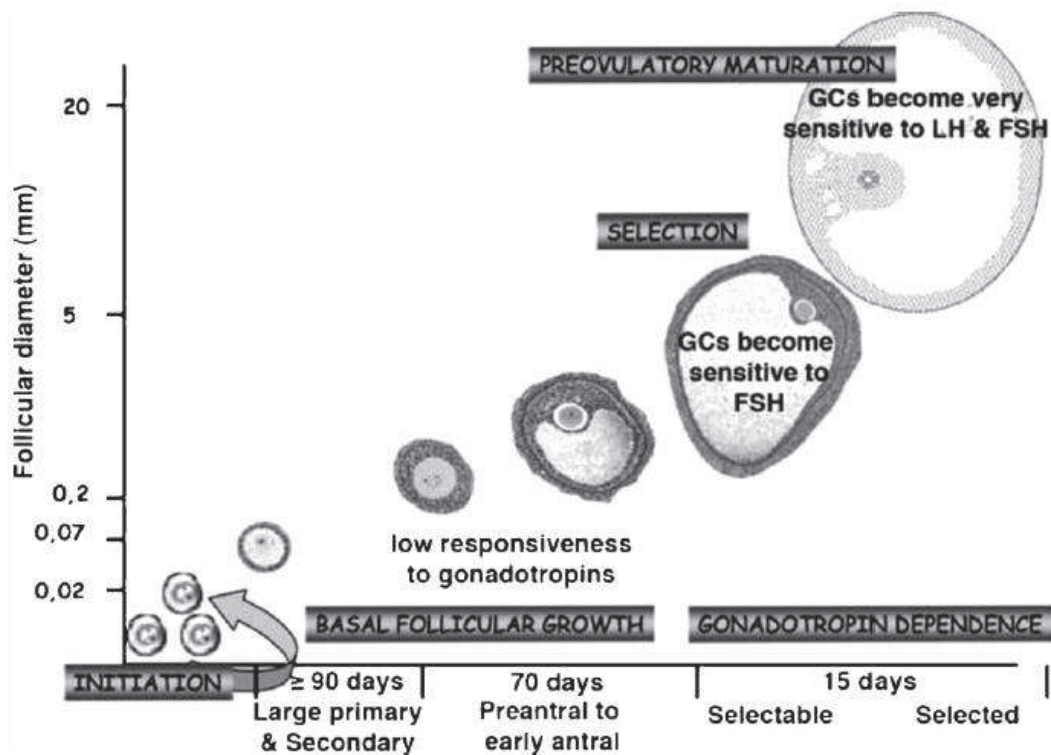 PREOVULATORY MATURATION
20
GCs become very
sensitive to LH & FSH
Follicular diameter (mm)
SELECTION
5
GCs become
sensitive to
FSH
0,2
0,07
low responsiveness
to gonadotropins
0,02
BASAL FOLLICULAR GROWTH
GONADOTROPIN DEPENDENCE
INITIATION
≥ 90 days
70 days
15 days
Large primary
& Secondary
Preantral to
early antral
Selectable
Selected